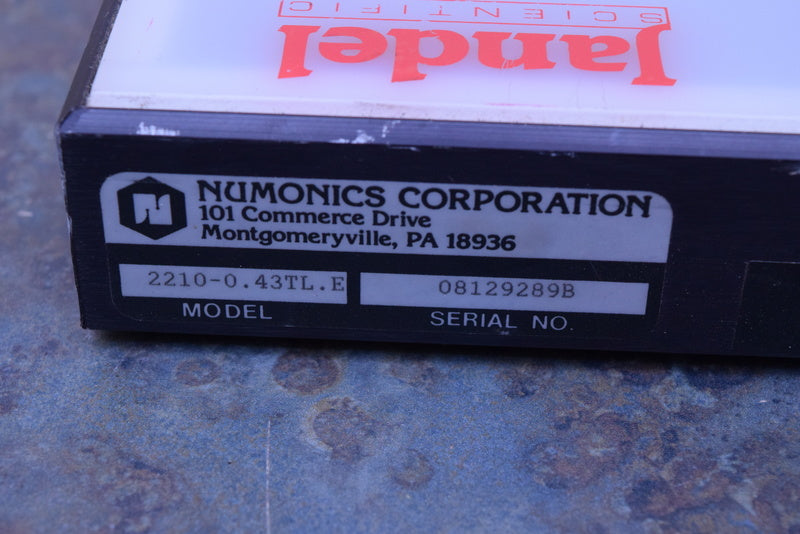 SCIENTIFIC
Jandel
N
NUMONICS CORPORATION
101 Commerce Drive
Montgomeryville, PA 18936
2210-0.43TL.E
08129289B
MODEL
SERIAL NO.